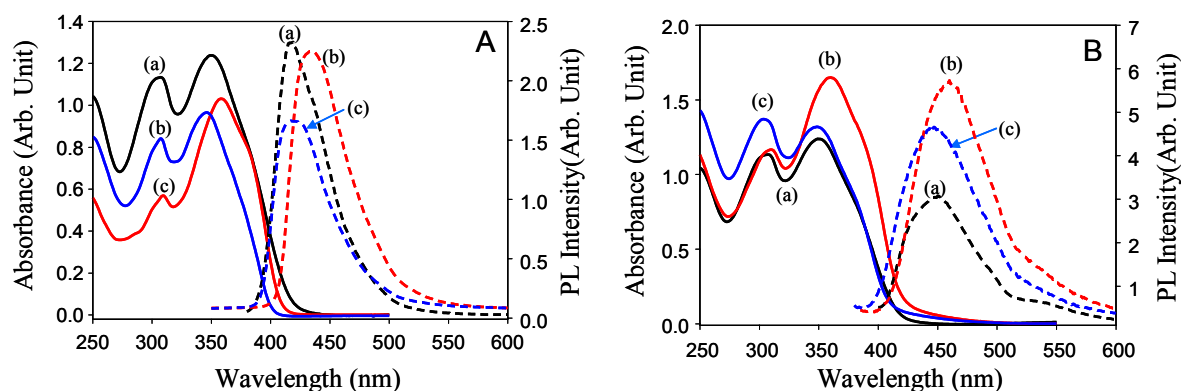 A
1.4
1.2
1.0
0.8
0.6
0.4
0.2
0.0
Absorbance (Arb. Unit)
2.5
2.0
1.5
1.0
0.5
0.0
PL Intensity(Arb. Unit)
(a)
(b)
(c)
(a)
(b)
(c)
250 300 350 400 450 500 550 600
Wavelength (nm)
B
2.0
1.5
1.0
0.5
0.0
Absorbance (Arb. Unit)
7
6
5
4
3
2
1
PL Intensity(Arb. Unit)
(b)
(c)
(a)
(b)
(c)
(a)
250 300 350 400 450 500 550 600
Wavelength (nm)